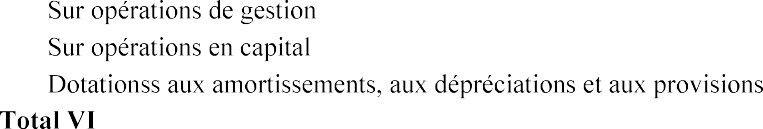 Sur opérations de gestion
Sur opérations en capital
Dotationss aux amortissements, aux dépréciations et aux provisions
Total VI